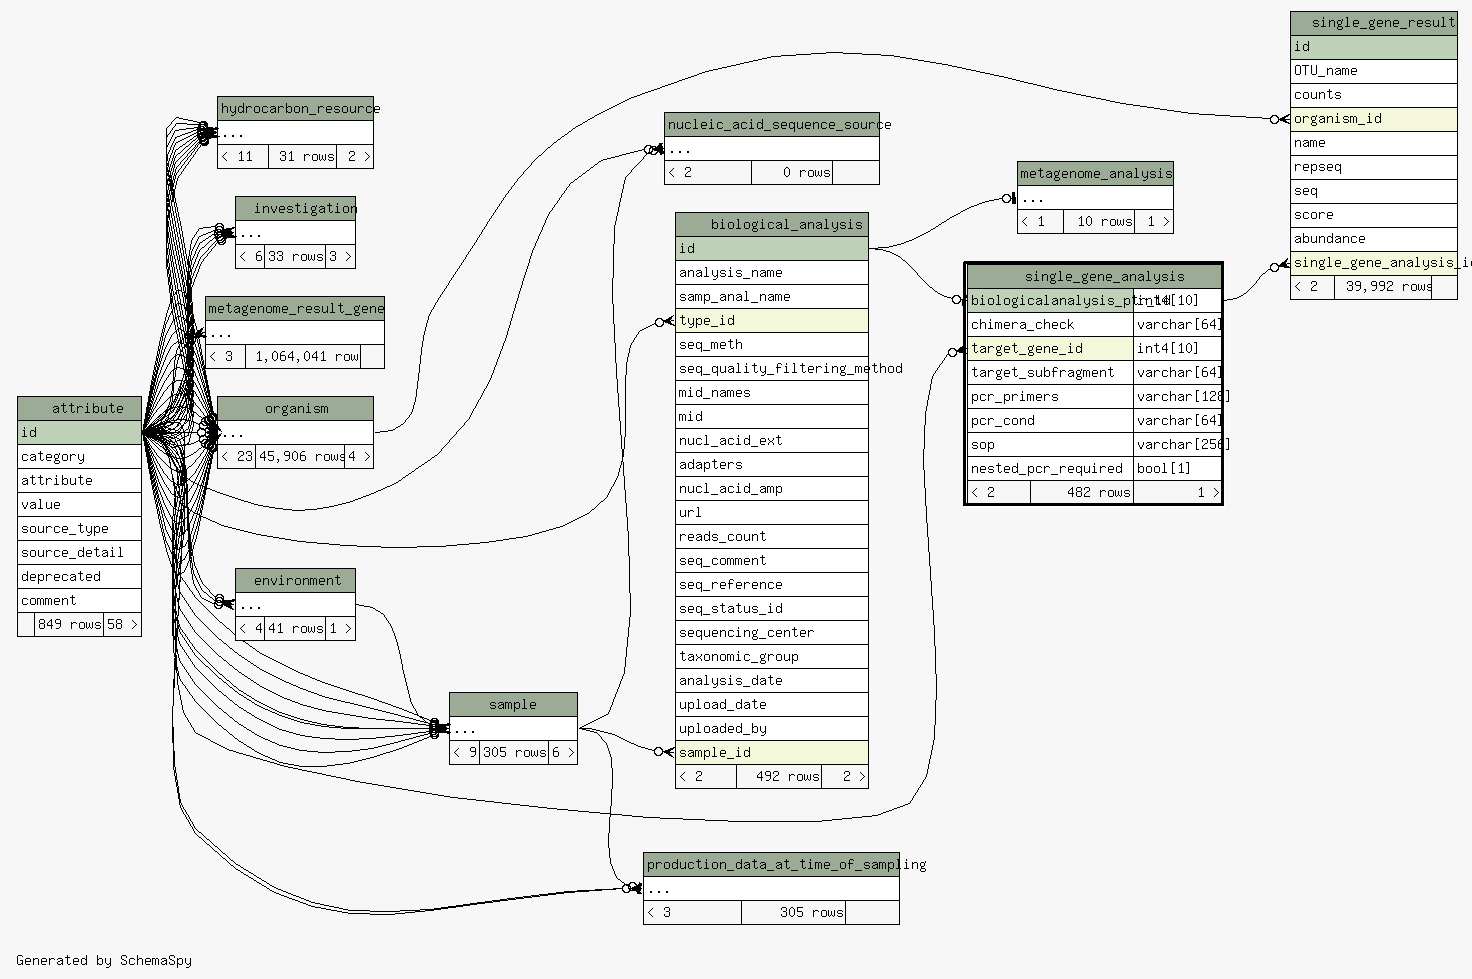 single_gene_result
id
OTU_name
counts
organism_id
name
repseq
seq
score
abundance
single_gene_analysis_i
< 2 39,992 rows
hydrocarbon_resource
...
< 11 31 rows 2 >
nucleic_acid_sequence_source
...
< 2 0 rows
metagenome_analysis
...
< 1 10 rows 1 >
investigation
...
< 6 33 rows 3 >
biological_analysis
id
analysis_name
samp_anal_name
type_id
seq_meth
seq_quality_filtering_method
mid_names
mid
nucl_acid_ext
adapters
nucl_acid_amp
url
reads_count
seq_comment
seq_reference
seq_status_id
sequencing_center
taxonomic_group
analysis_date
upload_date
uploaded_by
sample_id
< 2 492 rows 2 >
single_gene_analysis
int4[10]
chimera_check varchar[64]
target_gene_id int4[10]
target_subfragment varchar[64]
pcr_primers varchar[128]
pcr_cond varchar[64]
sop varchar[256]
nested_pcr_required bool[1]
< 2 482 rows 1 >
metagenome_result_gene
...
< 3 1,064,041 row
attribute
id
category
attribute
value
source_type
source_detail
deprecated
comment
849 rows 58 >
organism
...
< 23 45,906 rows 4 >
environment
...
< 4 41 rows 1 >
sample
...
< 9 305 rows 6 >
production_data_at_time_of_sampling
...
< 3 305 rows
Generated by SchemaSpy